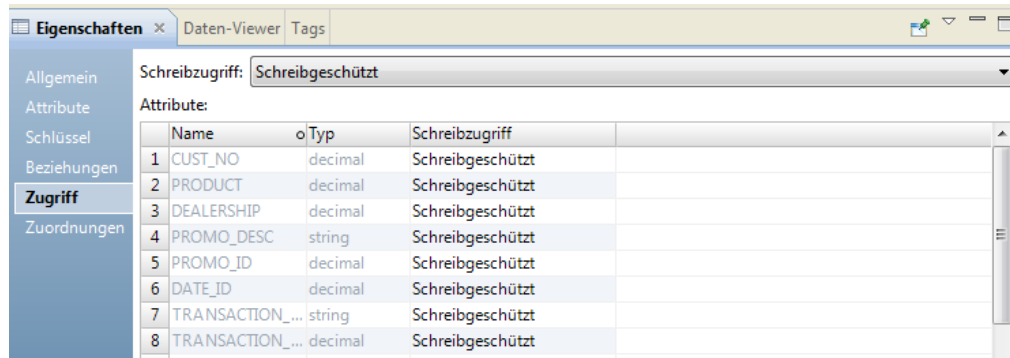 Eigenschaften Daten-Viewer Tags
Allgemein
Attribute
Schlüssel
Beziehungen
Zugriff
Zuordnungen
Schreibzugriff: Schreibgeschützt
Attribute:
Name Typ Schreibzugriff
1 CUST_NO decimal Schreibgeschützt
2 PRODUCT decimal Schreibgeschützt
3 DEALERSHIP decimal Schreibgeschützt
4 PROMO_DESC string Schreibgeschützt
5 PROMO_ID decimal Schreibgeschützt
6 DATE_ID decimal Schreibgeschützt
7 TRANSACTION_... string Schreibgeschützt
8 TRANSACTION_... decimal Schreibgeschützt